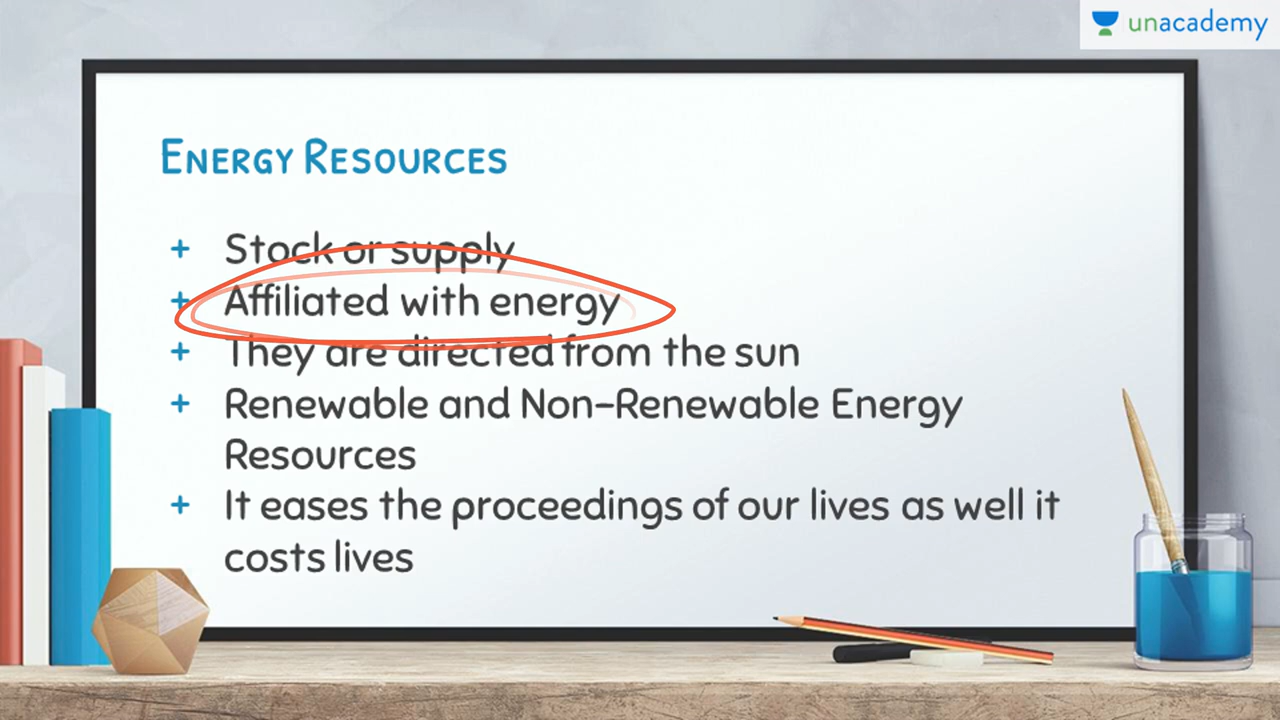 unacademy
Energy Resources
+ Stock or supply
+ Affiliated with energy
+ They are directed from the sun
+ Renewable and Non-Renewable Energy
Resources
+ It eases the proceedings of our lives as well it
costs lives